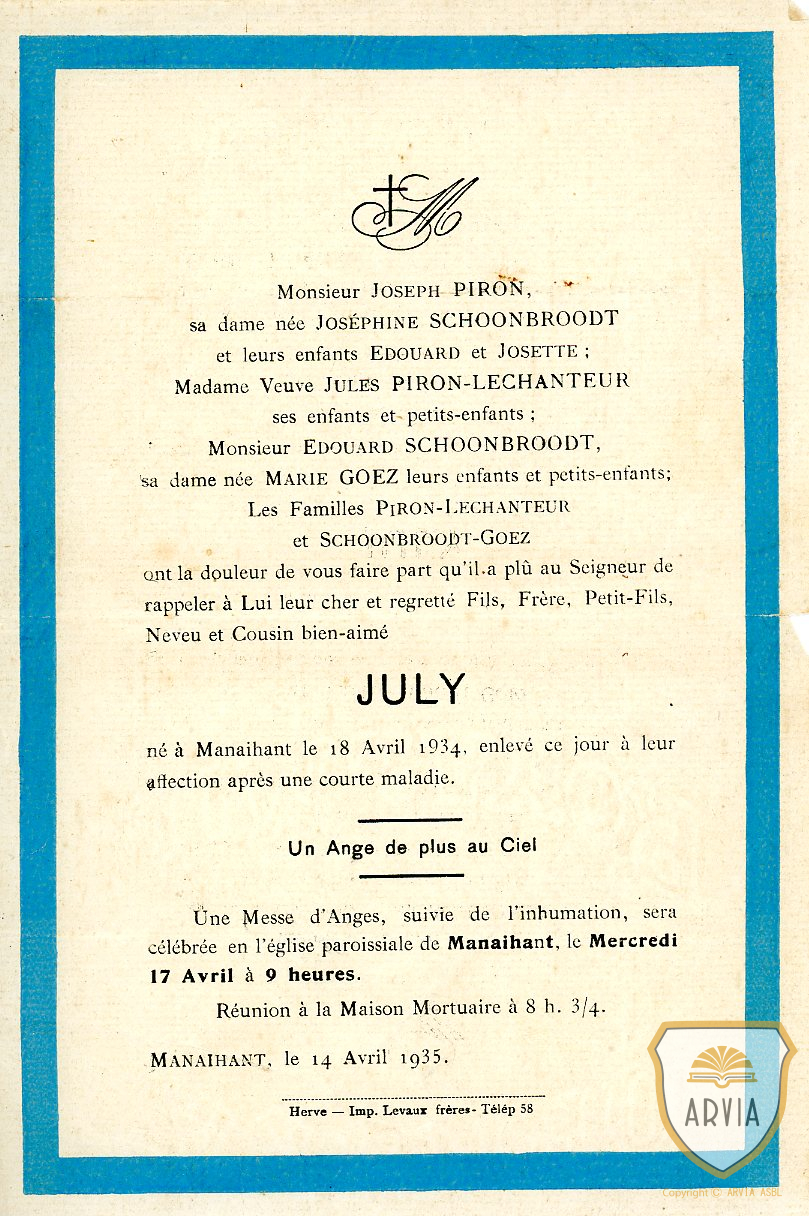 M
Monsieur JOSEPH PIRON,
sa dame née JOSÉPHINE SCHOONBROODT
et leurs enfants EDOUARD et JOSETTE ;
Madame Veuve JULES PIRON-LECHANTEUR
ses enfants et petits-enfants ;
Monsieur EDOUARD SCHOONBROODT,
sa dame née MARIE GOEZ leurs enfants et petits-enfants;
Les Familles PIRON-LECHANTEUR
et SCHOONBROODT-GOEZ
ont la douleur de vous faire part qu'il a plû au Seigneur de
rappeler à Lui leur cher et regretté Fils, Frère, Petit-Fils,
Neveu et Cousin bien-aimé
JULY
né à Manaihant le 18 Avril 1934, enlevé ce jour à leur
affection après une courte maladie.
Un Ange de plus au Ciel
Une Messe d'Anges, suivie de l'inhumation, sera
célébrée en l'église paroissiale de Manaihant, le Mercredi
17 Avril à 9 heures.
Réunion à la Maison Mortuaire à 8 h. 3/4.
MANAIHANT, le 14 Avril 1935.
Herve — Imp. Levaux frères - Télép 58
ARVIA
Copyright © ARVIA ASBL